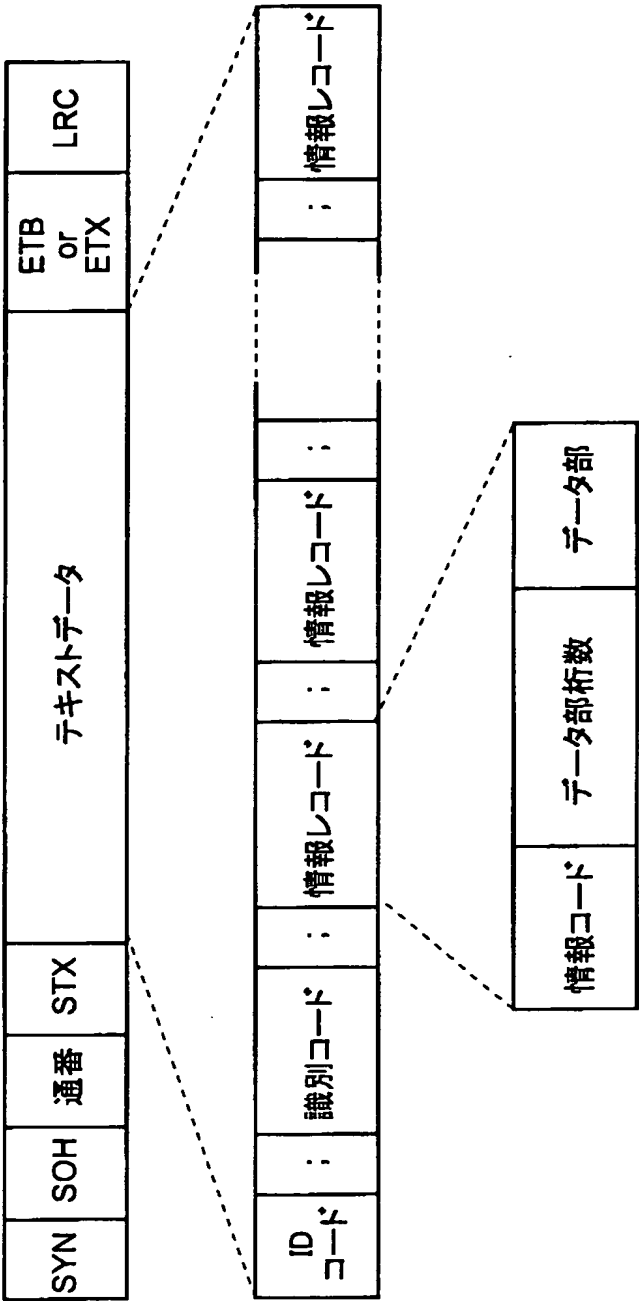 SYN
SOH
通番
STX
テキストデータ
ETB
or
ETX
LRC
ID
コード
;
識別コード
;
情報レコード
;
情報レコード
;
;
情報レコード
情報コード
データ部桁数
データ部